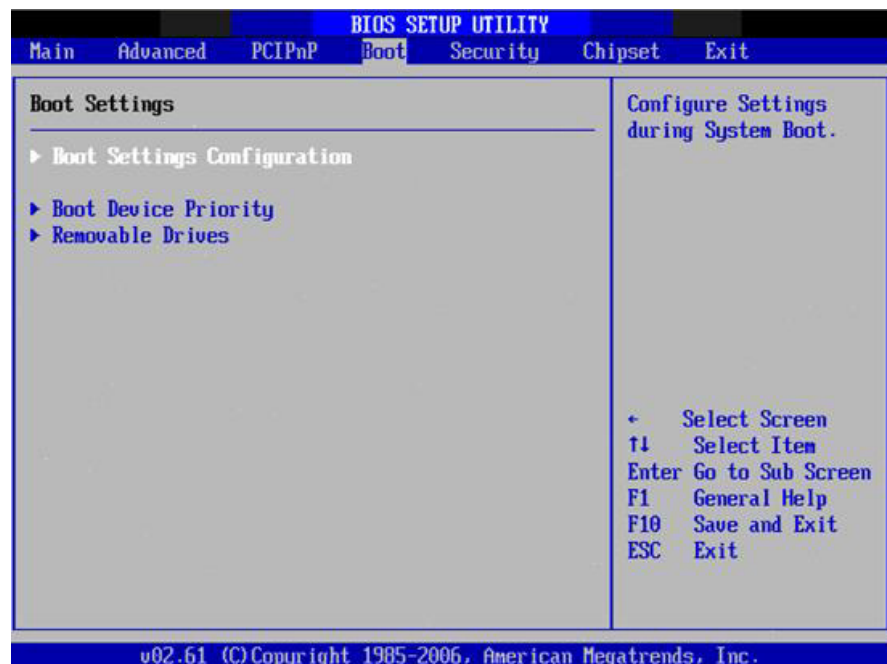 BIOS SETUP UTILITY
Main Advanced PCIPnP Boot Security Chipset Exit
Boot Settings
▶ Boot Settings Configuration
▶ Boot Device Priority
▶ Removable Drives
Configure Settings
during System Boot.
← Select Screen
↑↓ Select Item
Enter Go to Sub Screen
F1 General Help
F10 Save and Exit
ESC Exit
v02.61 (C)Copyright 1985-2006, American Megatrends, Inc.